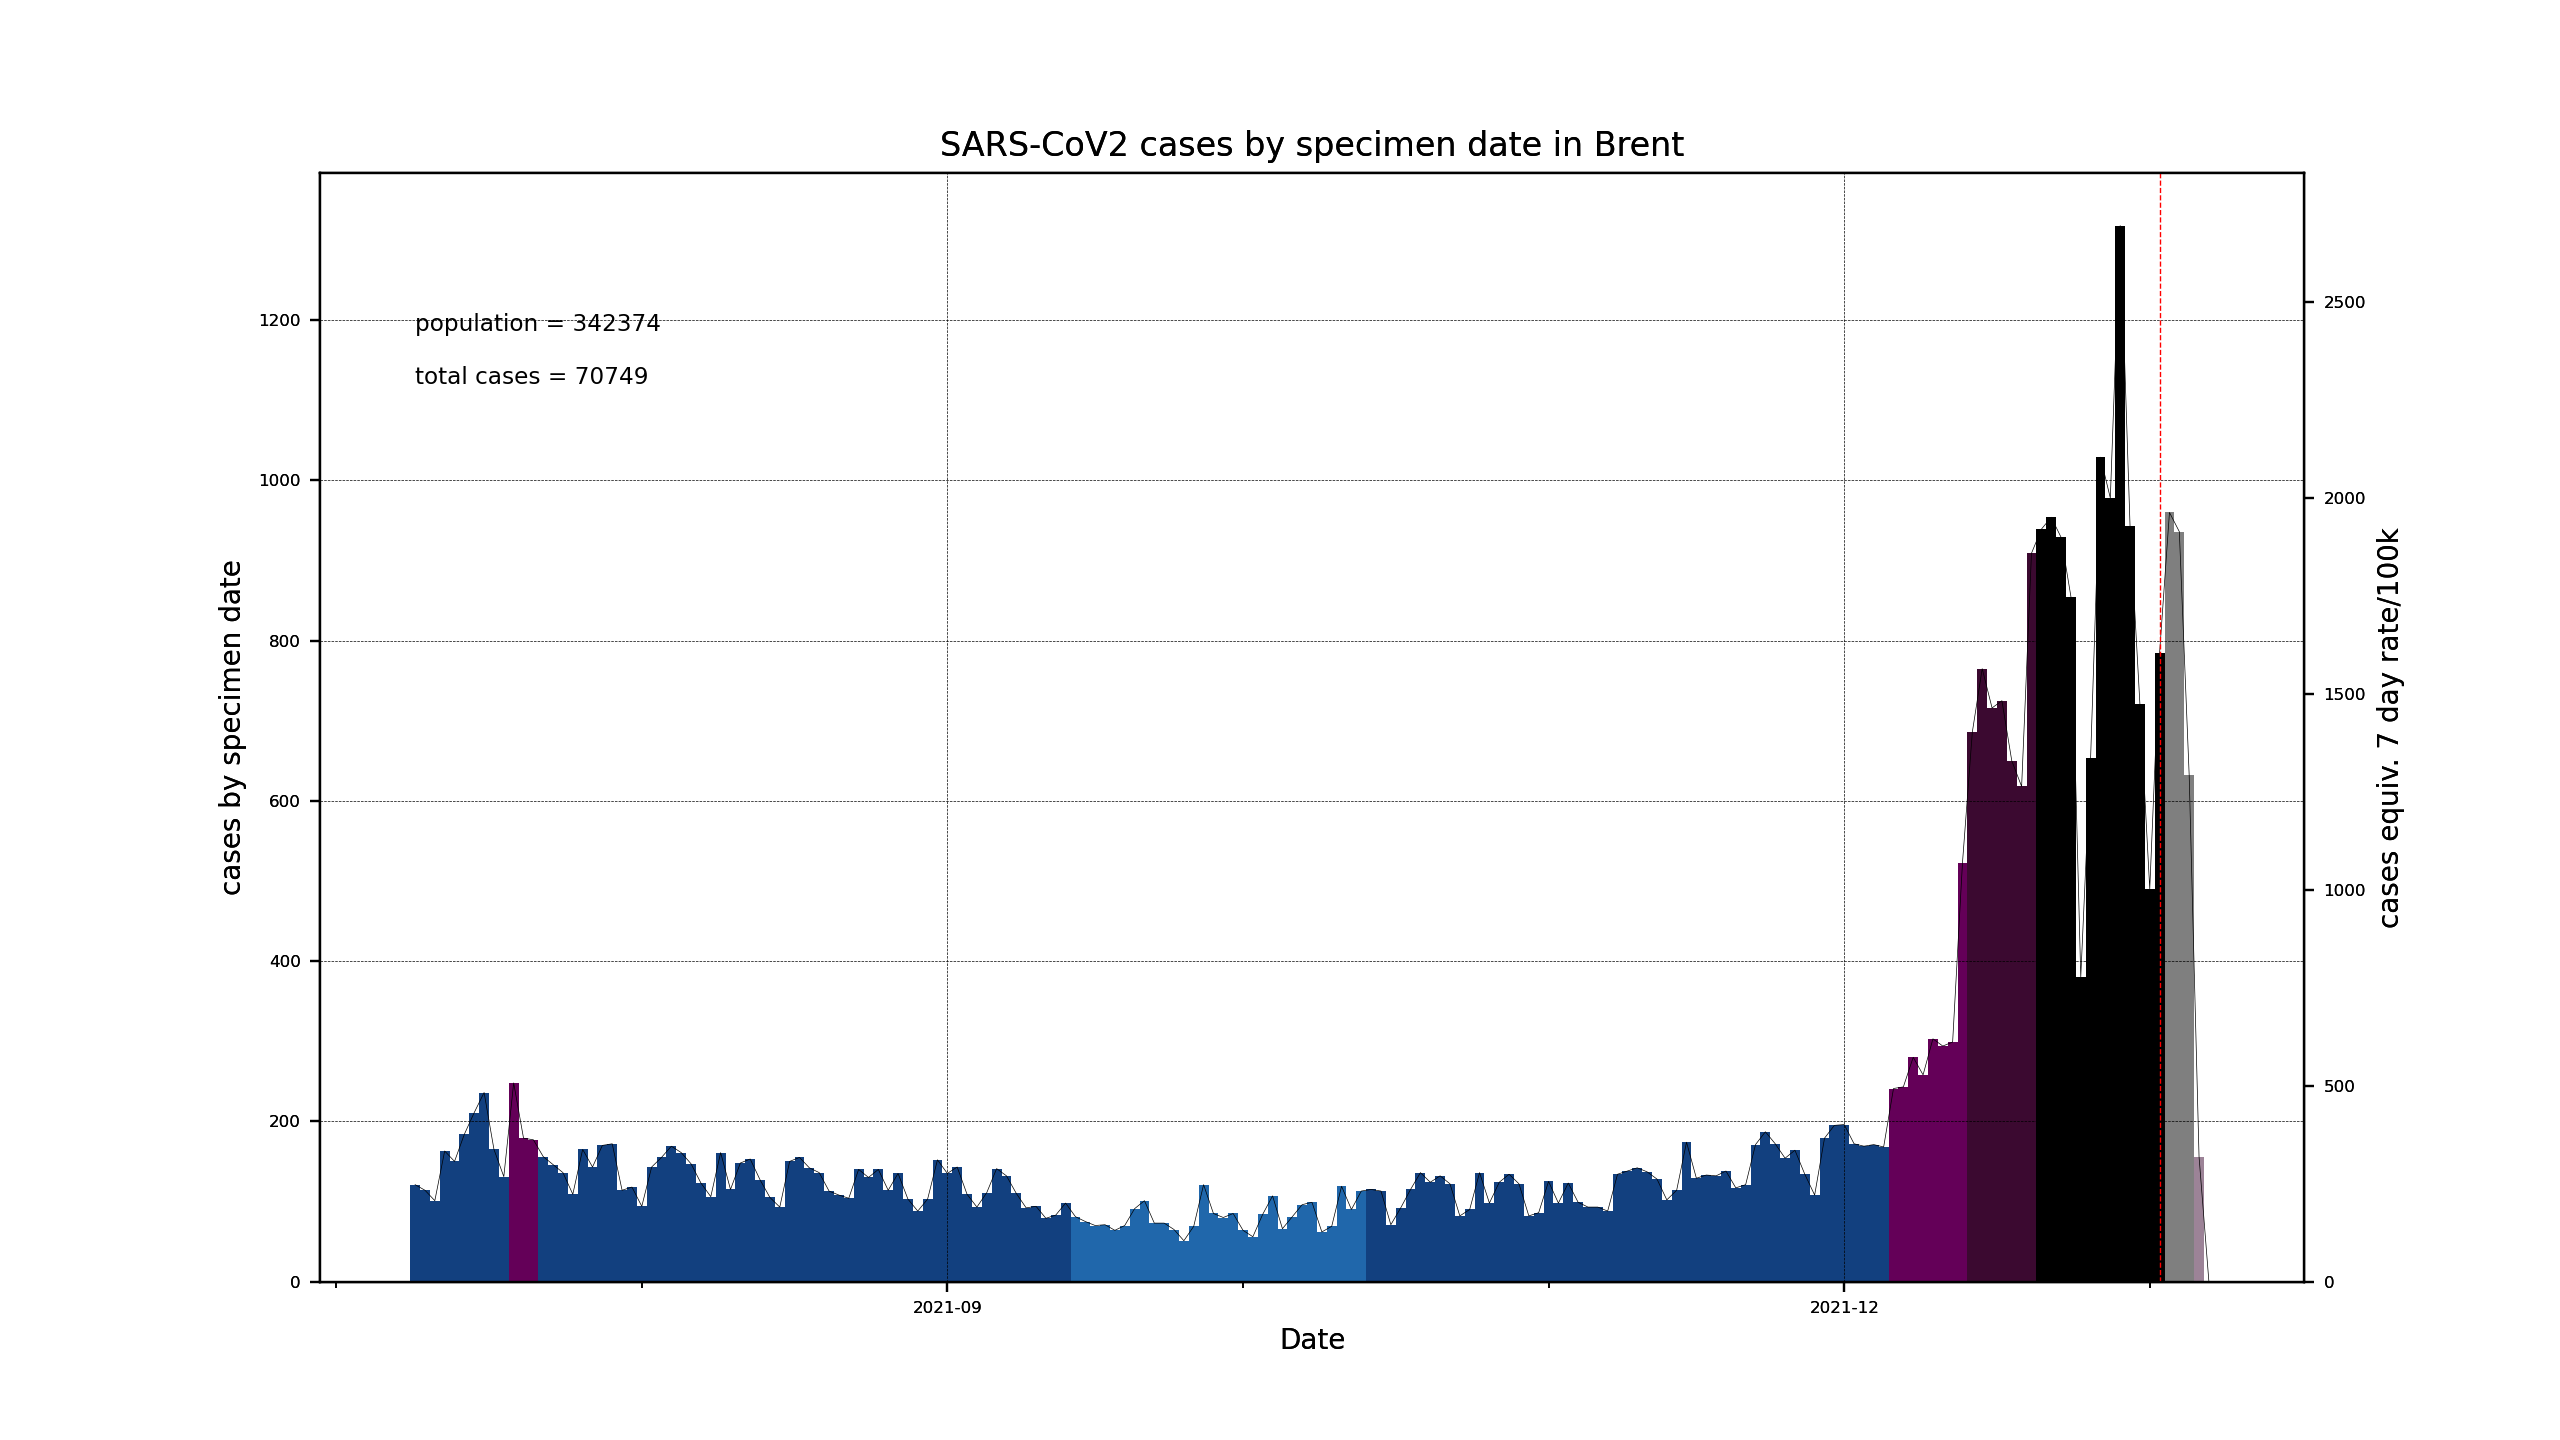 SARS-CoV2 cases by specimen date in Brent
population = 342374
total cases = 70749
cases by specimen date
0
200
400
600
800
1000
1200
cases equiv. 7 day rate/100k
0
500
1000
1500
2000
2500
2021-09
2021-12
Date